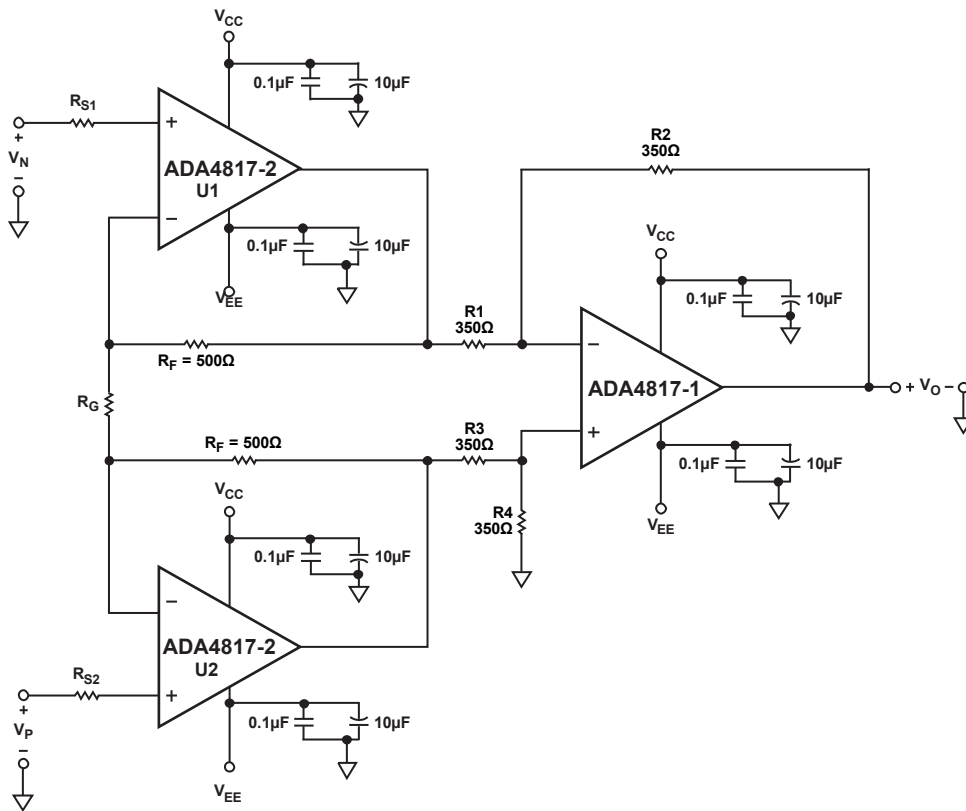 VCC
0.1µF
10µF
RS1
+
VN
−
+
ADA4817-2
U1
−
0.1µF
10µF
VEE
R2
350Ω
VCC
0.1µF
10µF
R1
350Ω
RF = 500Ω
−
ADA4817-1
+
+ VO −
RG
RF = 500Ω
R3
350Ω
0.1µF
10µF
VEE
R4
350Ω
VCC
0.1µF
10µF
−
ADA4817-2
U2
+
RS2
+
VP
−
0.1µF
10µF
VEE